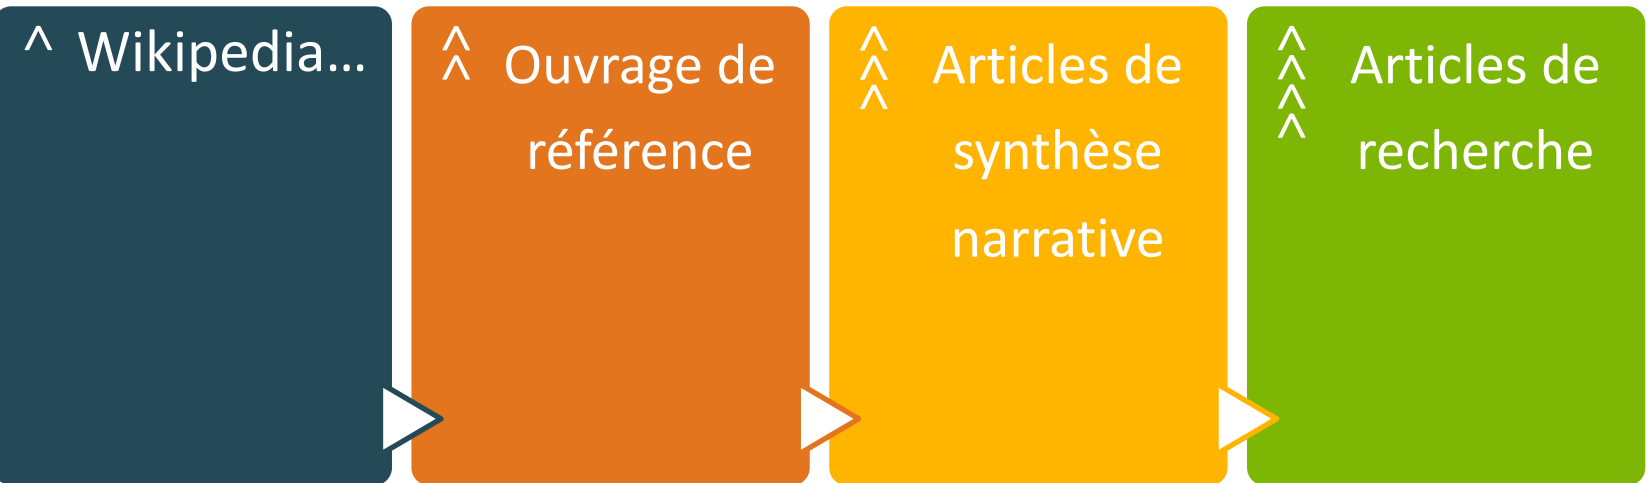 ^ Wikipedia...
^
^
Ouvrage de
référence
^
^
^
Articles de
synthèse
narrative
^
^
^
^
Articles de
recherche